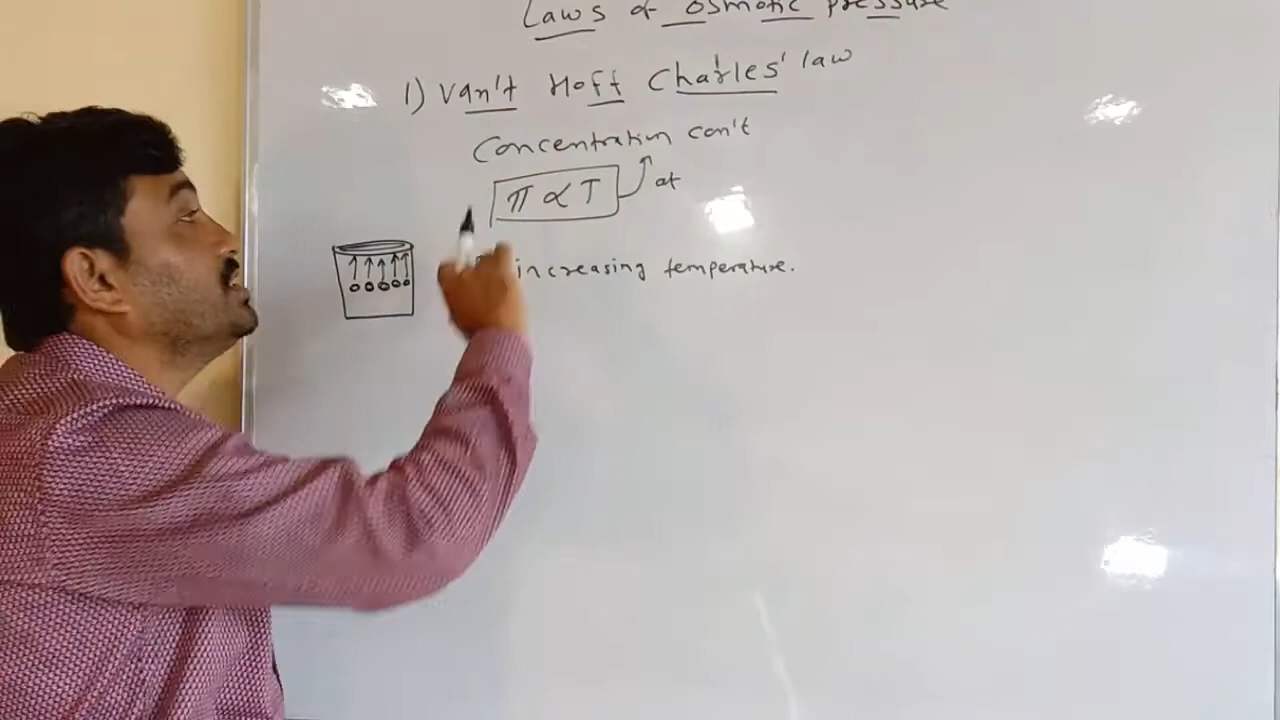 Laws of osmotic pressure
1) Van't Hoff Charles' law
Concentration con't
π ∝ T at
increasing temperature.